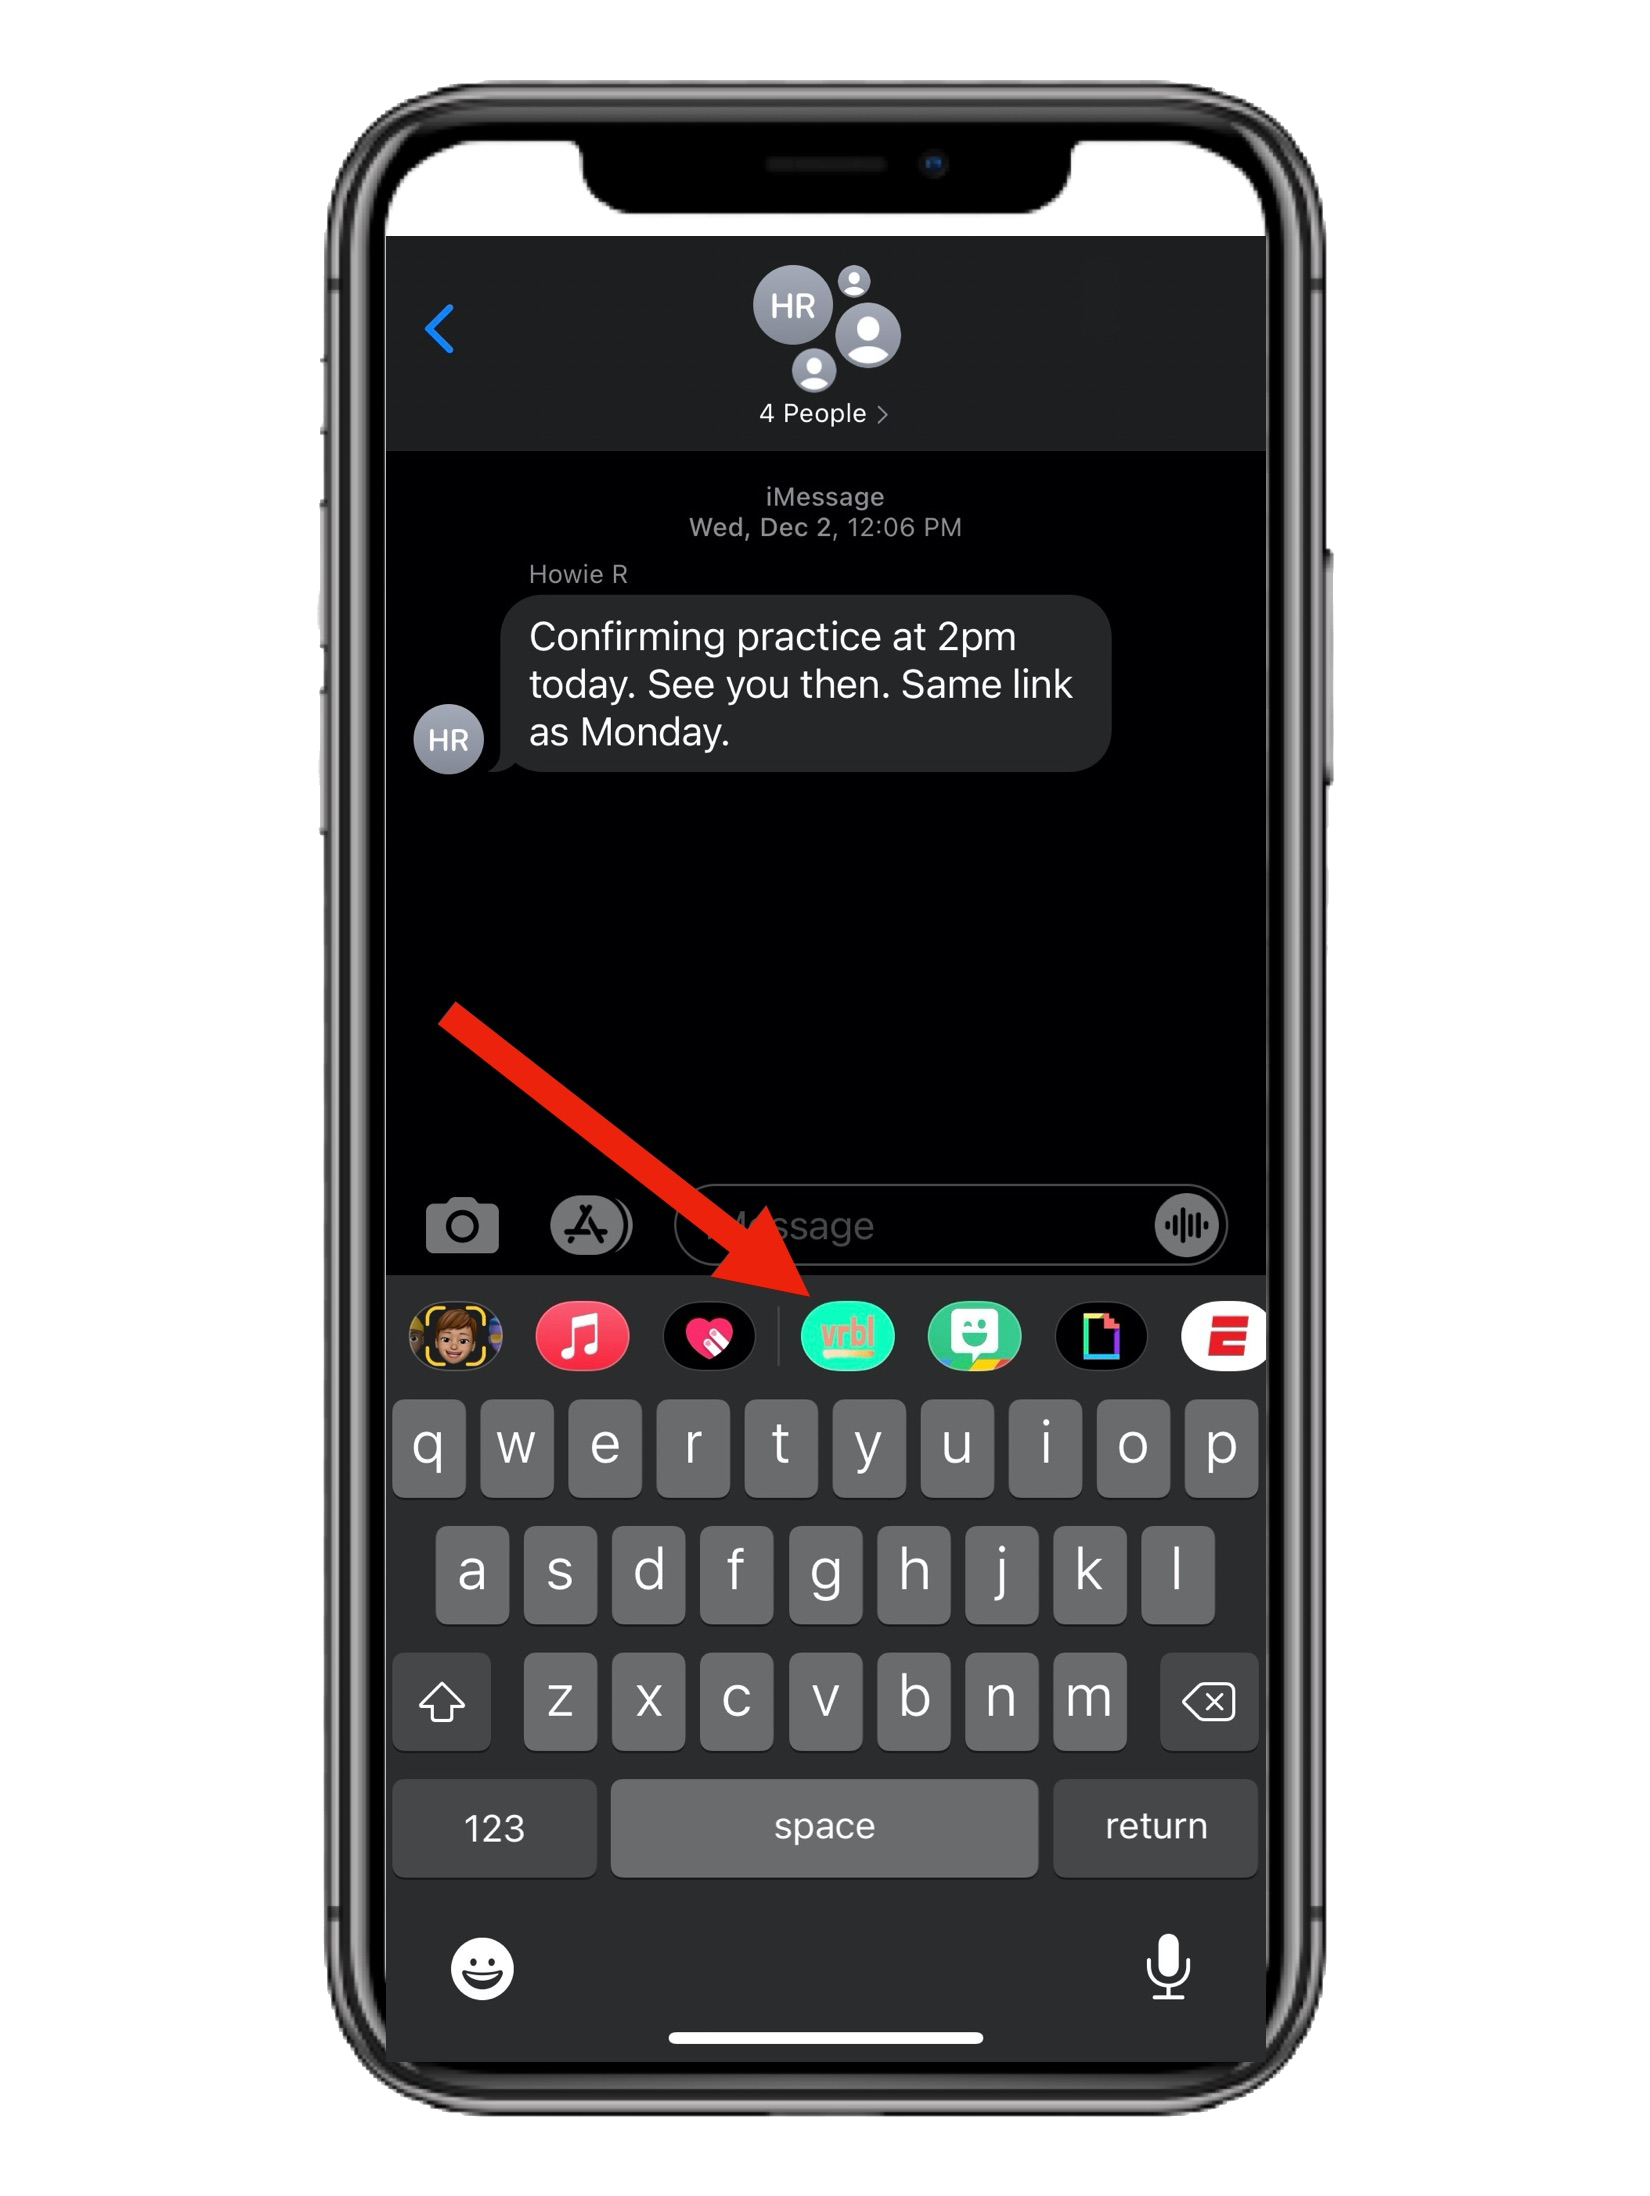 HR
4 People
iMessage
Wed, Dec 2, 12:06 PM
Howie R
Confirming practice at 2pm
today. See you then. Same link
as Monday.
HR
ssage
vrbl
q w e r t y u i o p
a s d f g h j k l
z x c v b n m
123 space return